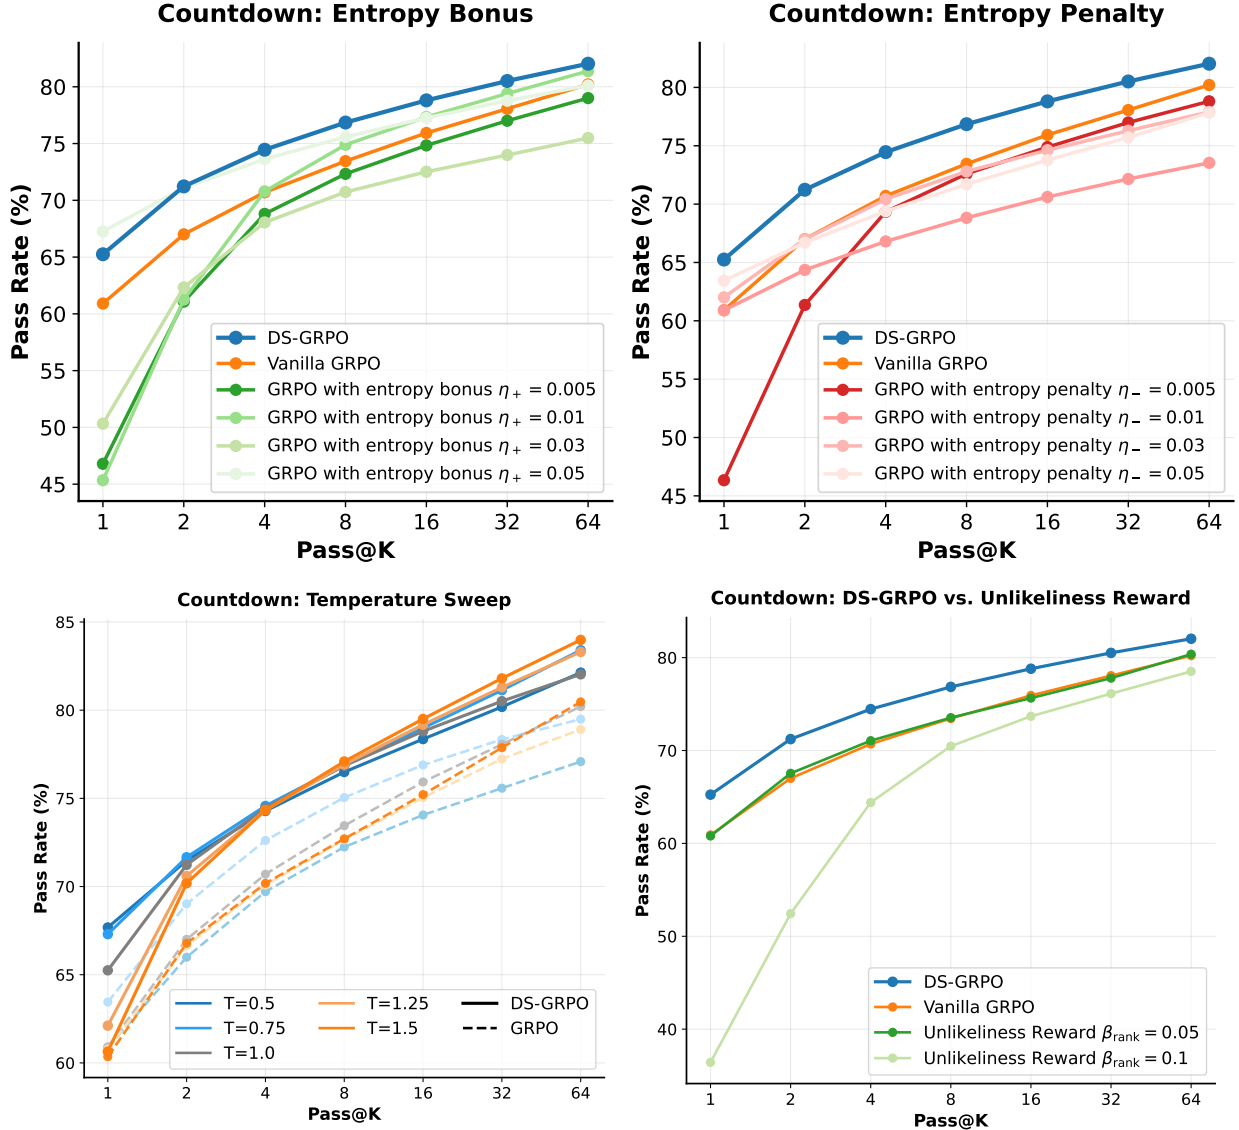 Countdown: Entropy Bonus
Pass Rate (%)
80
75
70
65
60
55
50
45
DS-GRPO
Vanilla GRPO
GRPO with entropy bonus η₊ = 0.005
GRPO with entropy bonus η₊ = 0.01
GRPO with entropy bonus η₊ = 0.03
GRPO with entropy bonus η₊ = 0.05
1 2 4 8 16 32 64
Pass@K
Countdown: Entropy Penalty
Pass Rate (%)
80
75
70
65
60
55
50
45
DS-GRPO
Vanilla GRPO
GRPO with entropy penalty η₋ = 0.005
GRPO with entropy penalty η₋ = 0.01
GRPO with entropy penalty η₋ = 0.03
GRPO with entropy penalty η₋ = 0.05
1 2 4 8 16 32 64
Pass@K
Countdown: Temperature Sweep
Pass Rate (%)
85
80
75
70
65
60
T=0.5 T=1.25 DS-GRPO
T=0.75 T=1.5 GRPO
T=1.0
1 2 4 8 16 32 64
Pass@K
Countdown: DS-GRPO vs. Unlikeliness Reward
Pass Rate (%)
80
70
60
50
40
DS-GRPO
Vanilla GRPO
Unlikeliness Reward β_rank = 0.05
Unlikeliness Reward β_rank = 0.1
1 2 4 8 16 32 64
Pass@K